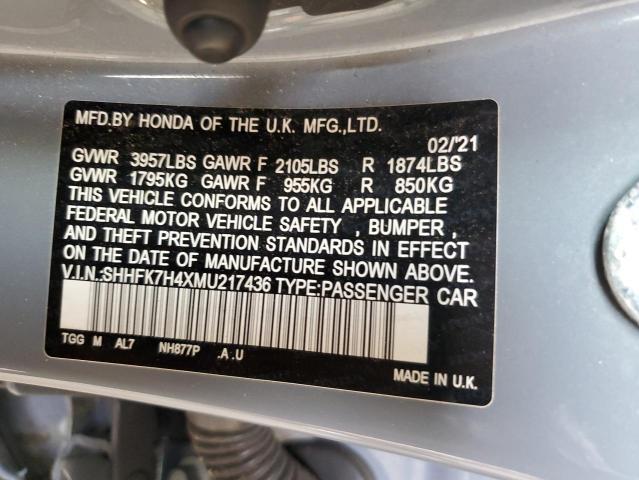 MFD.BY HONDA OF THE U.K. MFG.,LTD.
02/'21
GVWR 3957LBS GAWR F 2105LBS R 1874LBS
GVWR 1795KG GAWR F 955KG R 850KG
THIS VEHICLE CONFORMS TO ALL APPLICABLE
FEDERAL MOTOR VEHICLE SAFETY , BUMPER ,
AND THEFT PREVENTION STANDARDS IN EFFECT
ON THE DATE OF MANUFACTURE SHOWN ABOVE.
V.I.N.:SHHFK7H4XMU217436 TYPE:PASSENGER CAR
TGG M AL7 NH877P .A .U
MADE IN U.K.